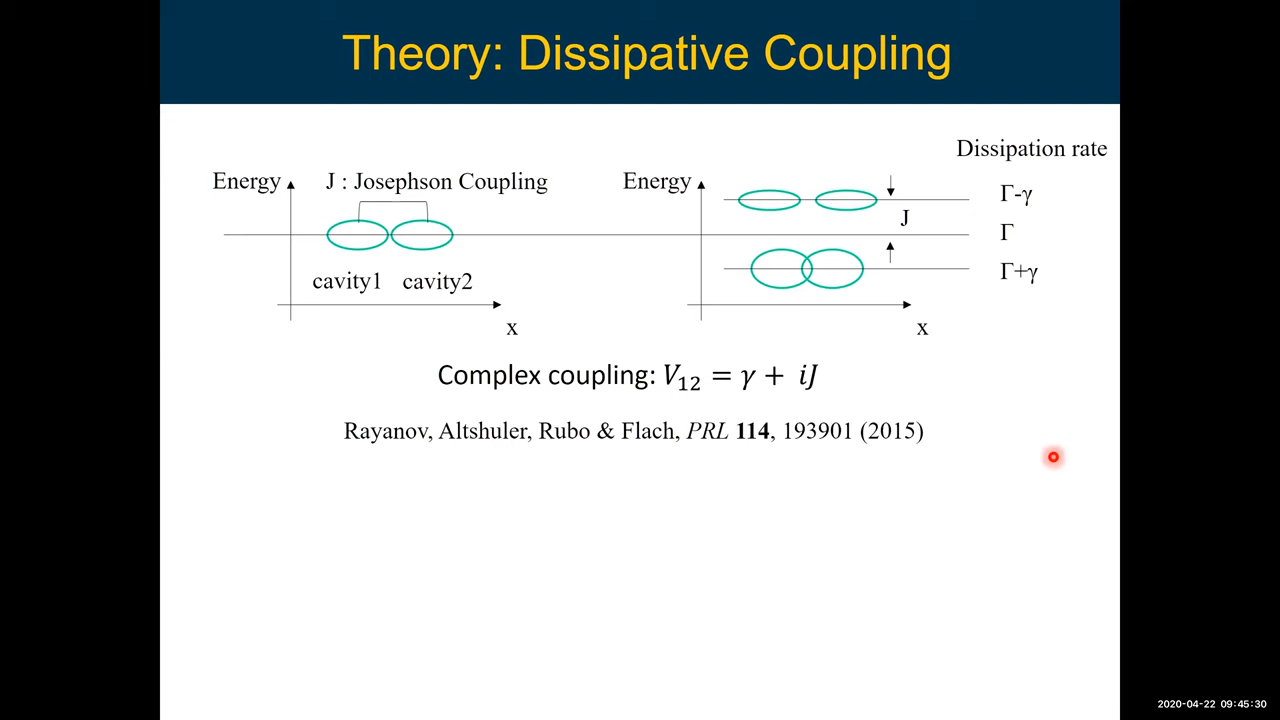 Theory: Dissipative Coupling
Dissipation rate
Energy
J : Josephson Coupling
cavity1 cavity2
x
Energy
J
x
Γ-γ
Γ
Γ+γ
Complex coupling: V₁₂ = γ + iJ
Rayanov, Altshuler, Rubo & Flach, PRL 114, 193901 (2015)
2020-04-22 09:45:30